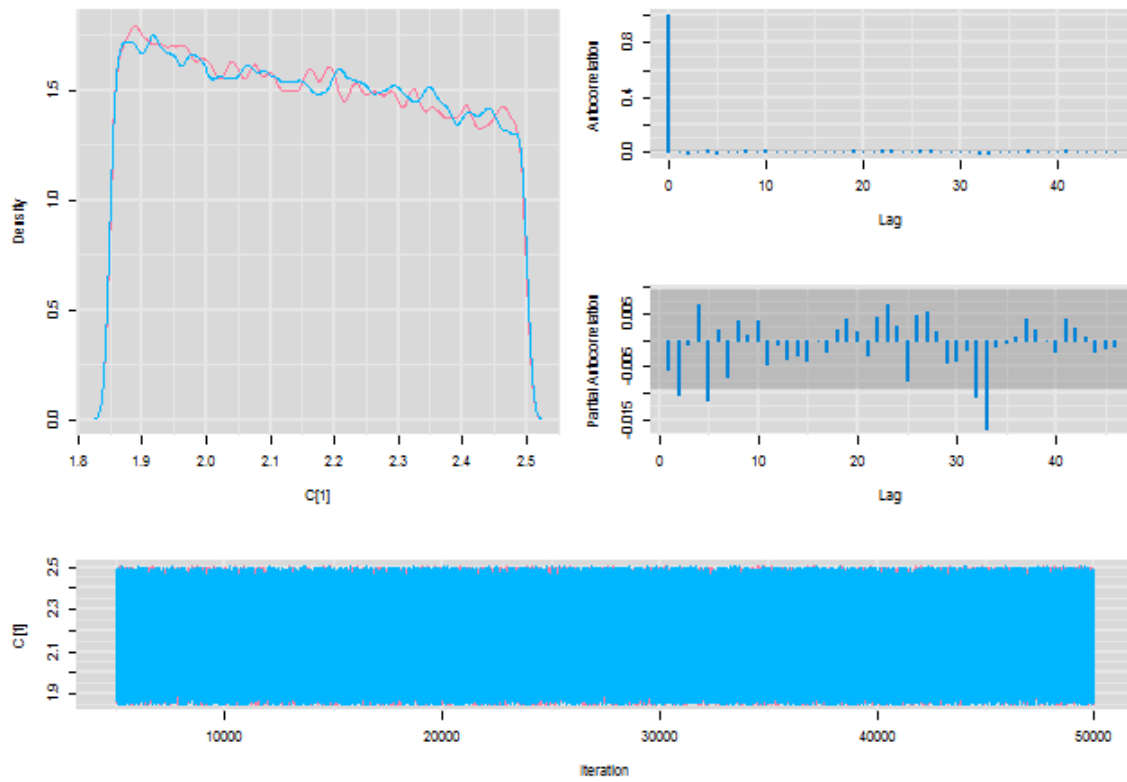 Density
1.5
1.0
0.5
0.0
1.8 1.9 2.0 2.1 2.2 2.3 2.4 2.5
C[1]
Autocorrelation
0.8
0.4
0.0
0 10 20 30 40
Lag
Partial Autocorrelation
0.005
-0.005
-0.015
0 10 20 30 40
Lag
C[1]
2.5
2.3
2.1
1.9
10000 20000 30000 40000 50000
Iteration